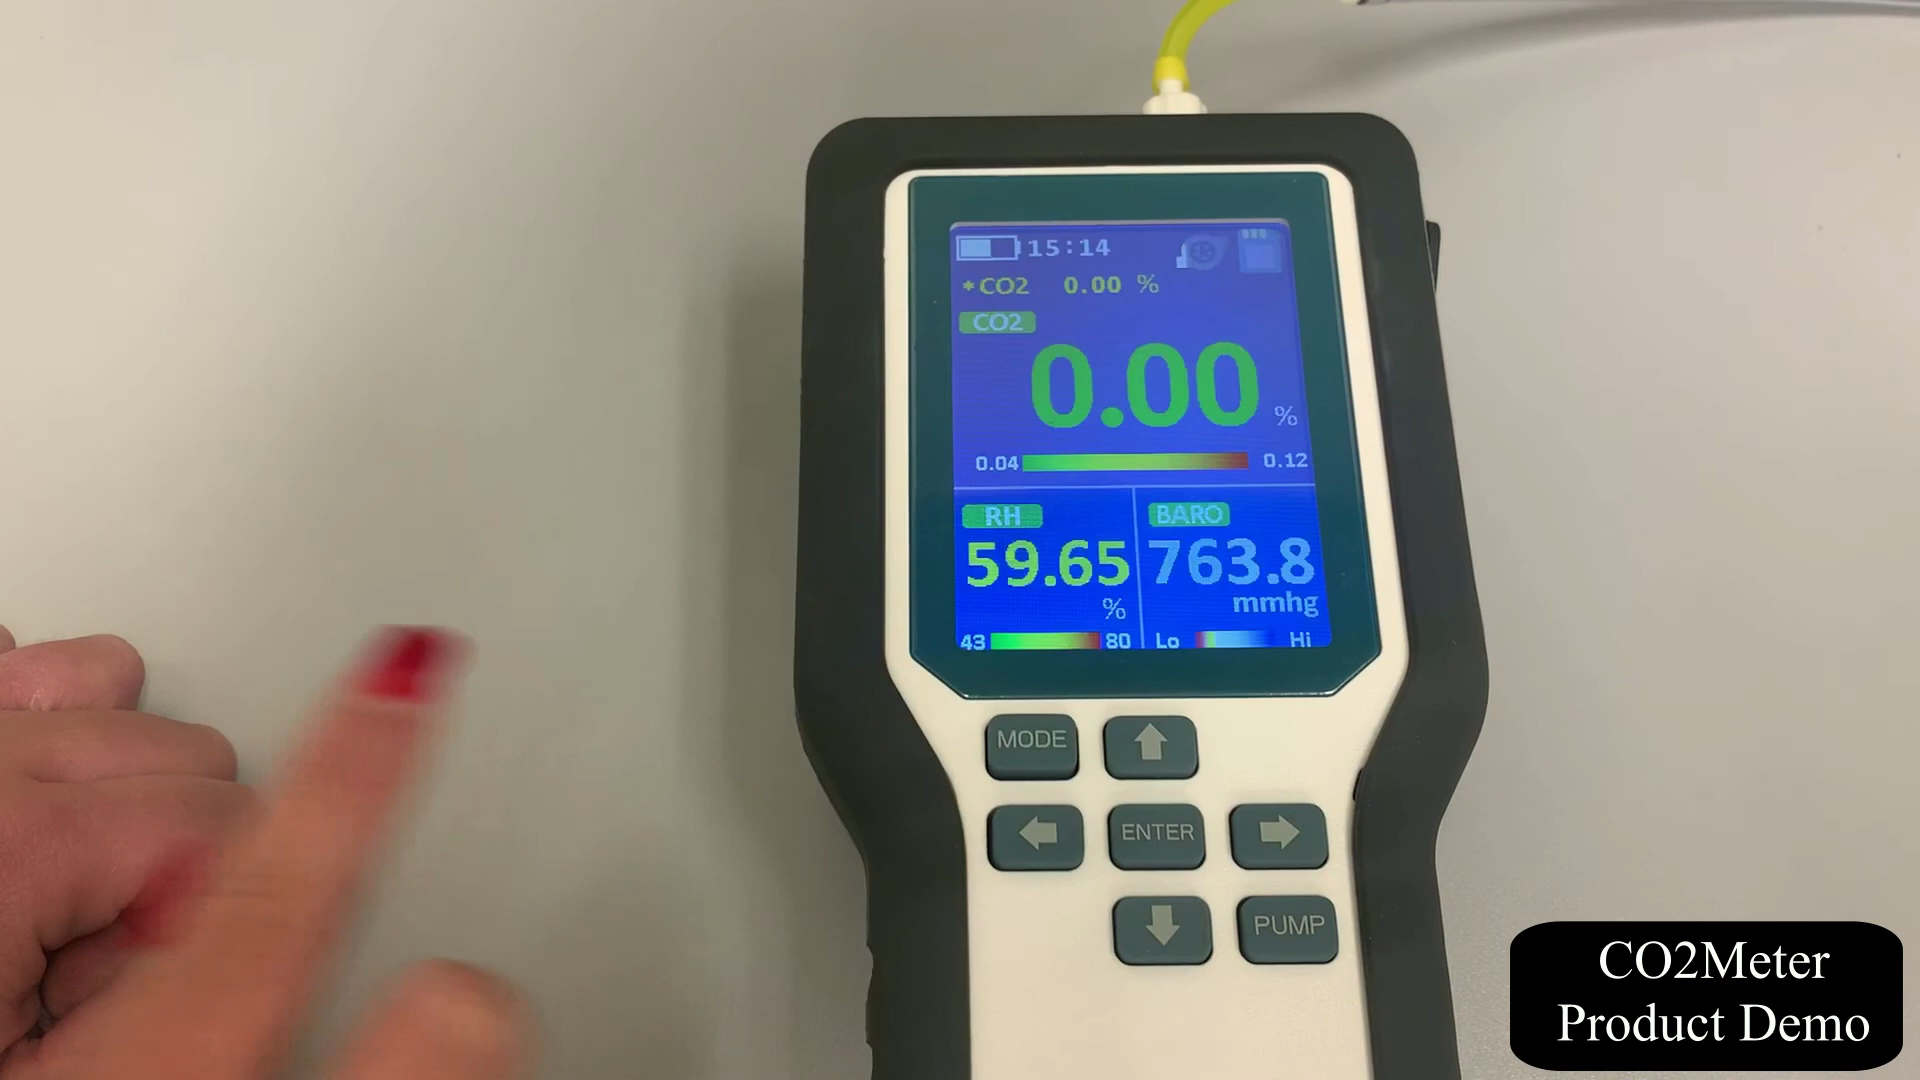 15:14
*CO2 0.00 %
CO2
0.00 %
0.04 0.12
RH
59.65
%
43 80
BARO
763.8
mmhg
Lo Hi
MODE
ENTER
PUMP
CO2Meter
Product Demo